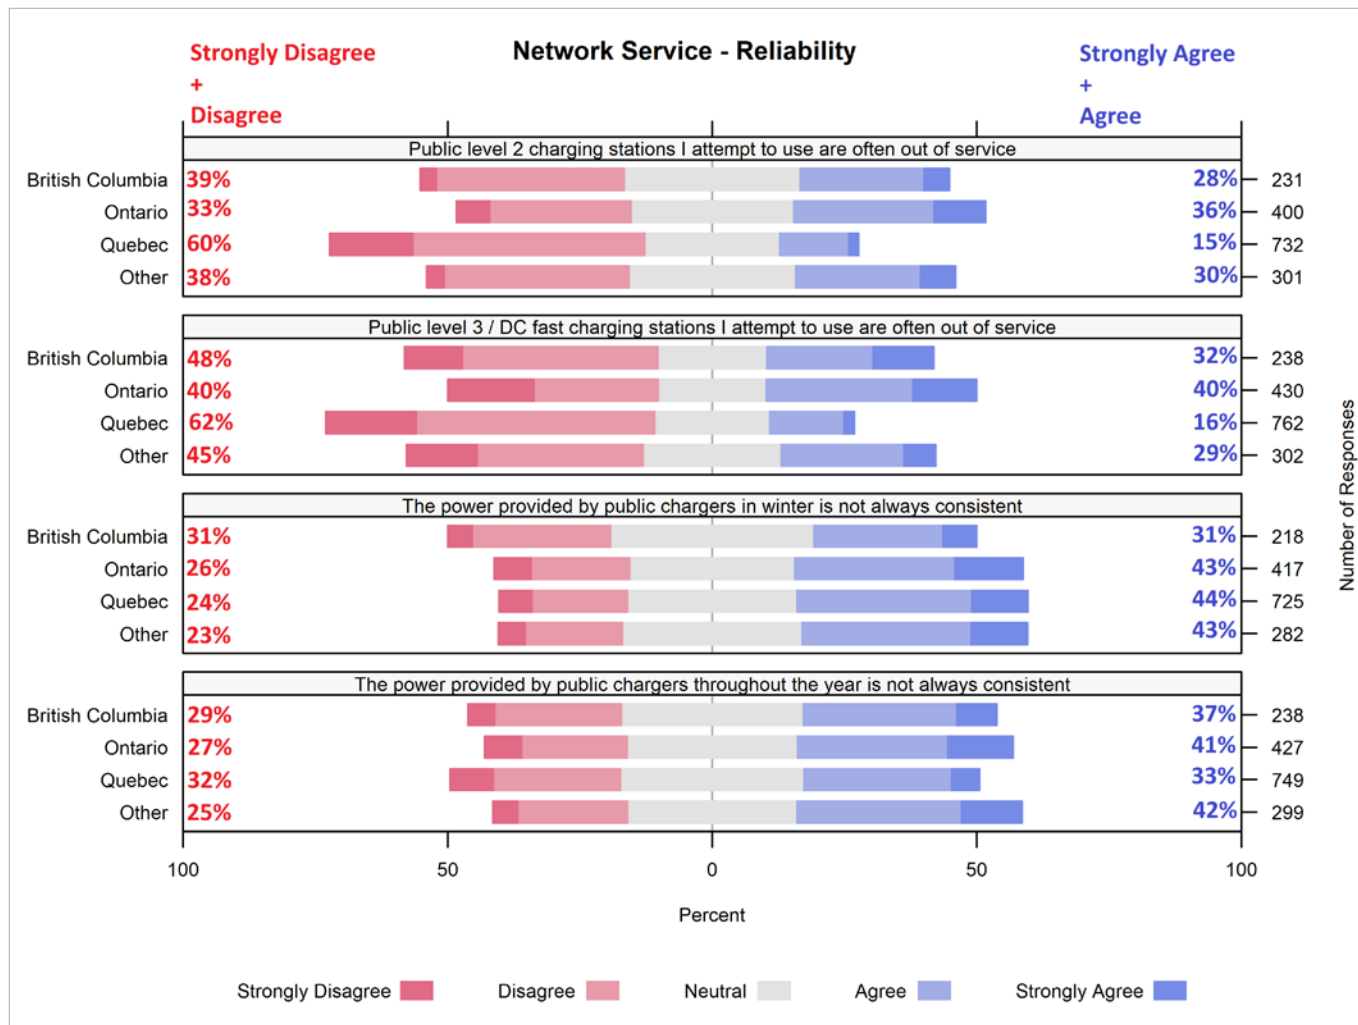 Strongly Disagree
+
Disagree
Network Service - Reliability
Strongly Agree
+
Agree
Public level 2 charging stations I attempt to use are often out of service
British Columbia 39% 28% 231
Ontario 33% 36% 400
Quebec 60% 15% 732
Other 38% 30% 301
Public level 3 / DC fast charging stations I attempt to use are often out of service
British Columbia 48% 32% 238
Ontario 40% 40% 430
Quebec 62% 16% 762
Other 45% 29% 302
The power provided by public chargers in winter is not always consistent
British Columbia 31% 31% 218
Ontario 26% 43% 417
Quebec 24% 44% 725
Other 23% 43% 282
The power provided by public chargers throughout the year is not always consistent
British Columbia 29% 37% 238
Ontario 27% 41% 427
Quebec 32% 33% 749
Other 25% 42% 299
Number of Responses
100 50 0 50 100
Percent
Strongly Disagree Disagree Neutral Agree Strongly Agree